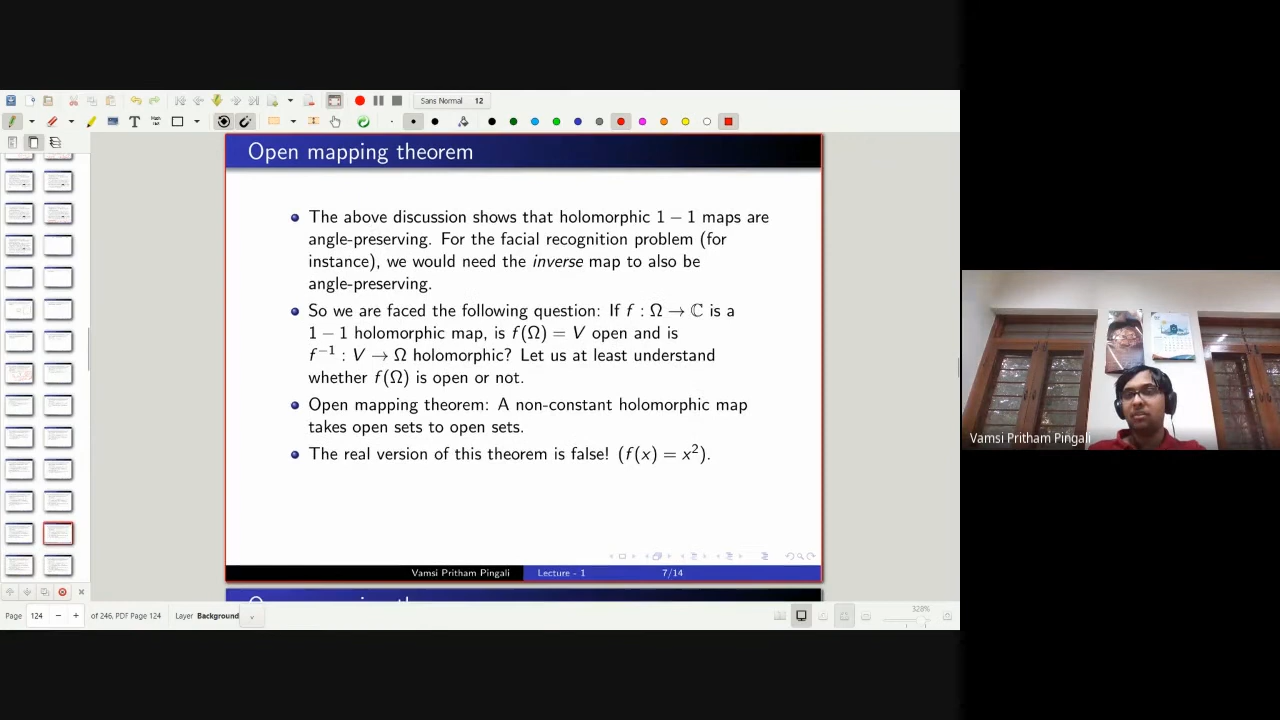 Sans Normal 12
Open mapping theorem
The above discussion shows that holomorphic 1 − 1 maps are
angle-preserving. For the facial recognition problem (for
instance), we would need the inverse map to also be
angle-preserving.
So we are faced the following question: If f : Ω → ℂ is a
1 − 1 holomorphic map, is f(Ω) = V open and is
f⁻¹ : V → Ω holomorphic? Let us at least understand
whether f(Ω) is open or not.
Open mapping theorem: A non-constant holomorphic map
takes open sets to open sets.
The real version of this theorem is false! (f(x) = x²).
Vamsi Pritham Pingali Lecture - 1 7/14
Page 124 of 246, PDF Page 124 Layer Background 328%
Vamsi Pritham Pingali